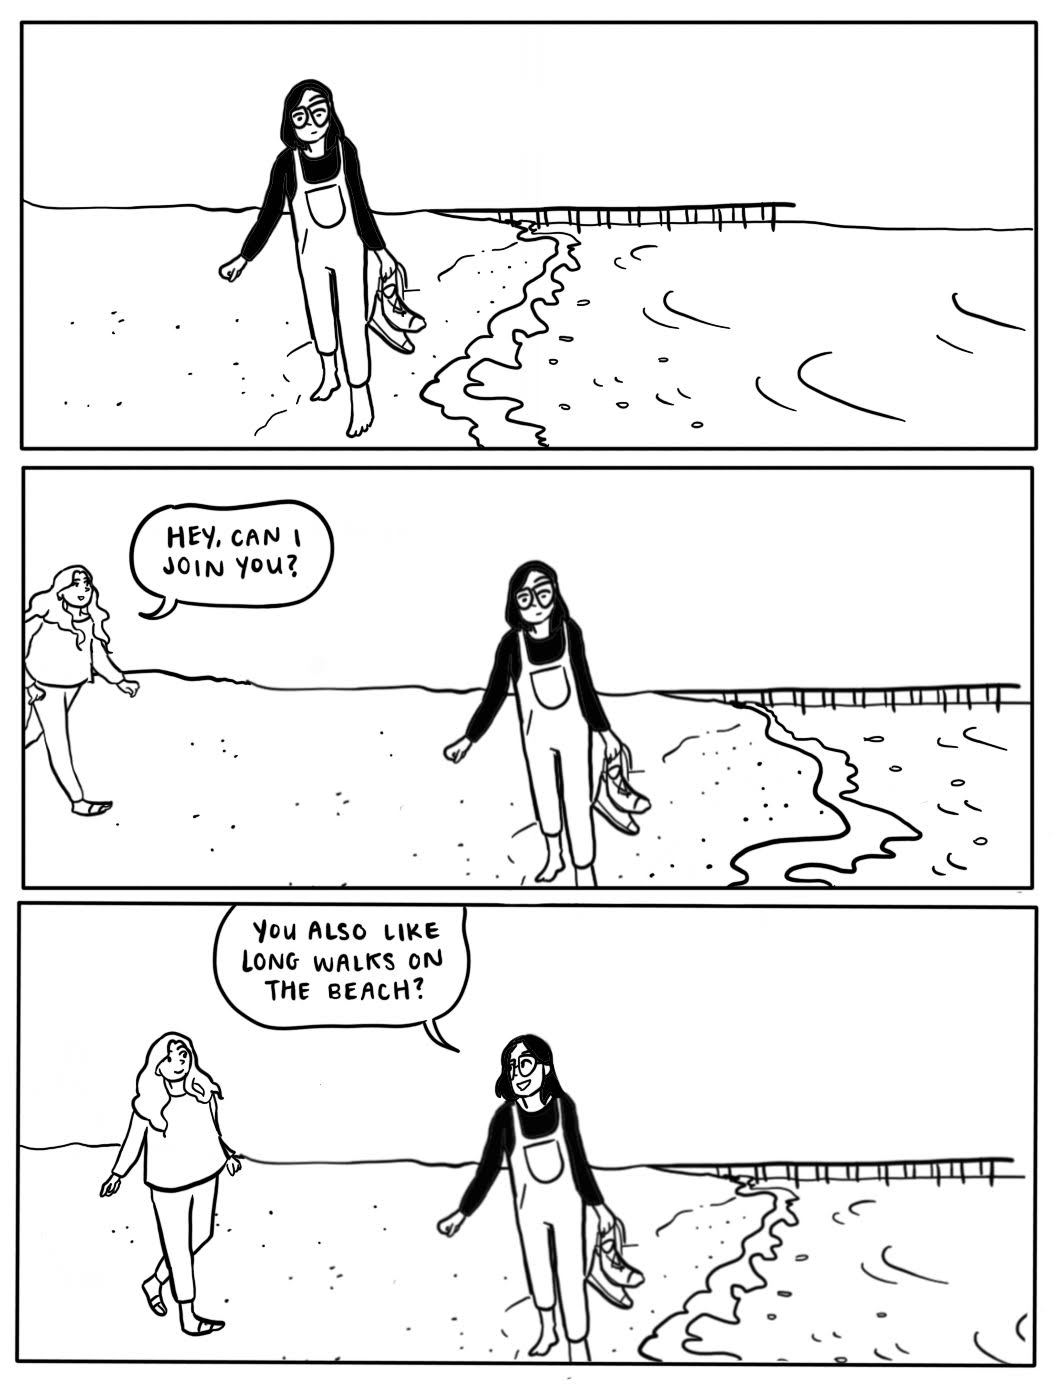 HEY, CAN I
JOIN YOU?
YOU ALSO LIKE
LONG WALKS ON
THE BEACH?